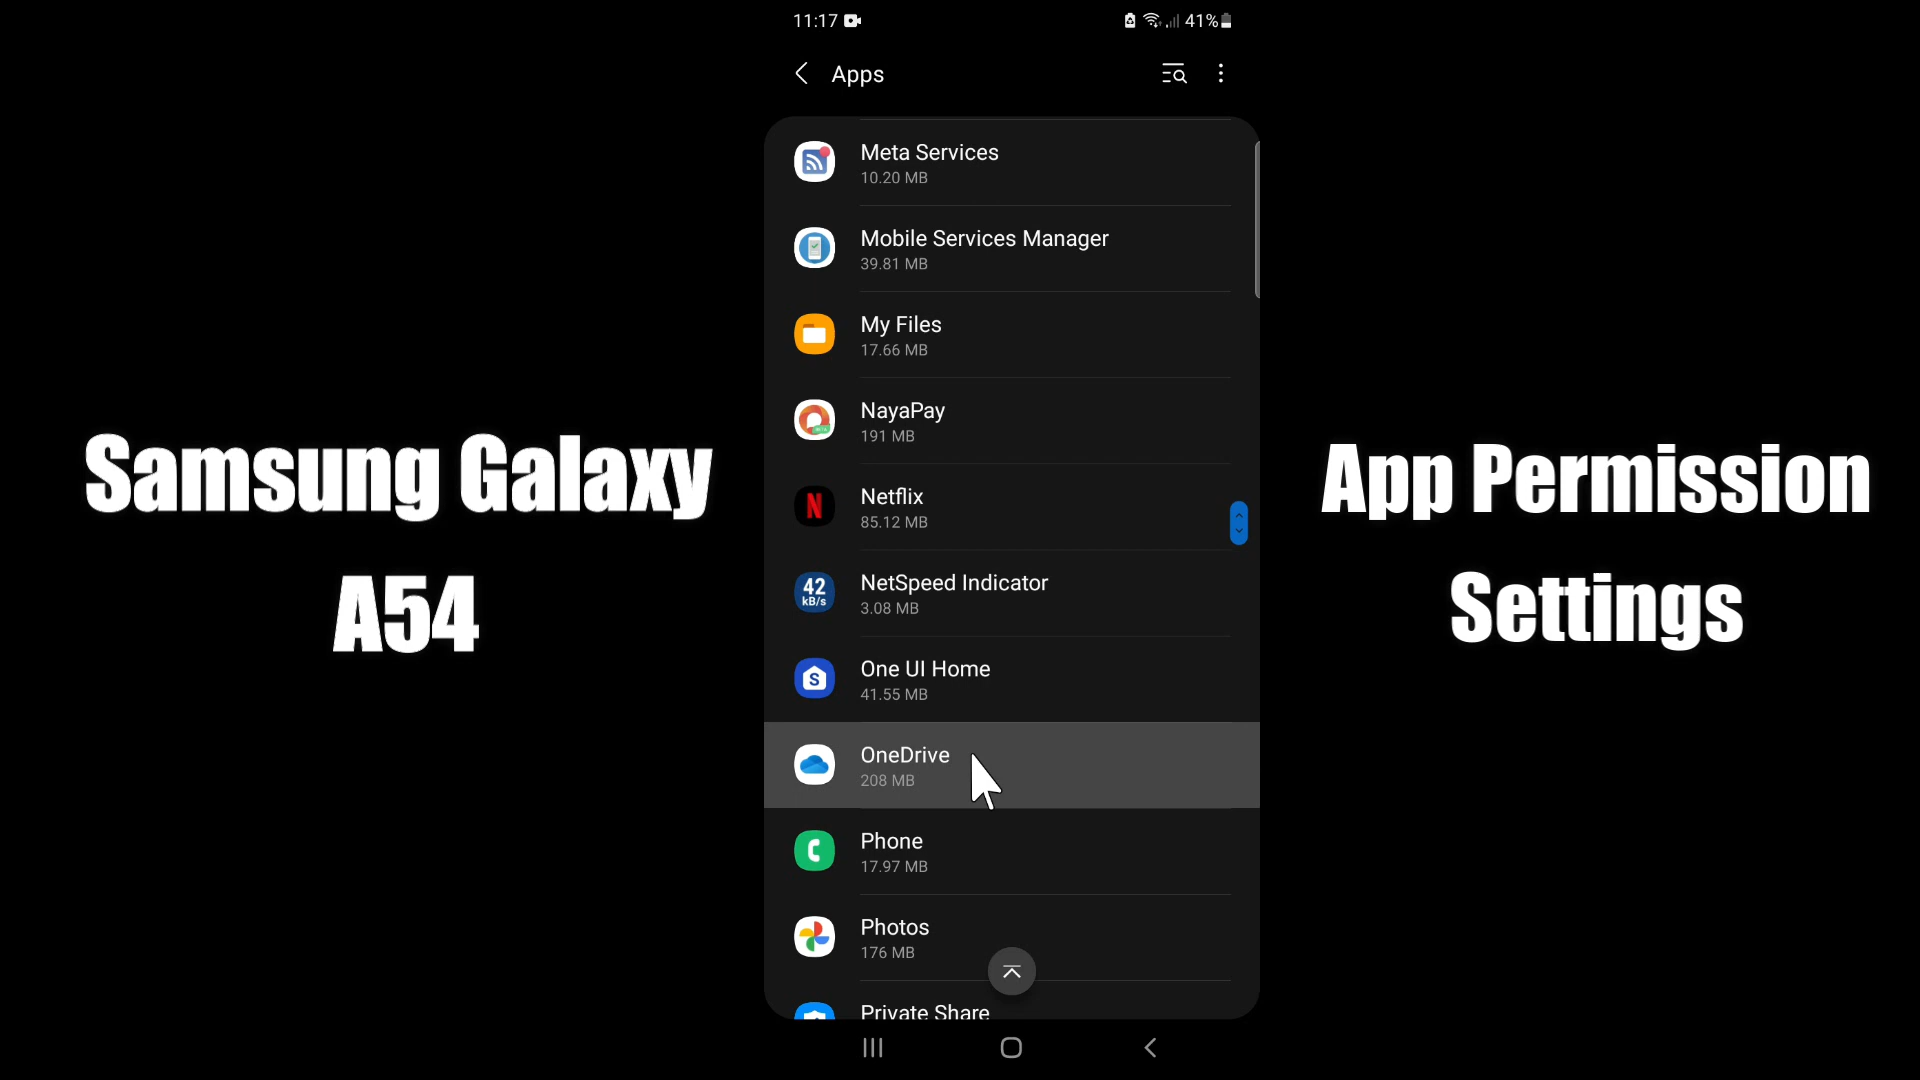 11:17
41%
Apps
Meta Services
10.20 MB
Mobile Services Manager
39.81 MB
My Files
17.66 MB
NayaPay
191 MB
Netflix
85.12 MB
42
kB/s
NetSpeed Indicator
3.08 MB
One UI Home
41.55 MB
OneDrive
208 MB
Phone
17.97 MB
Photos
176 MB
Private Share
Samsung Galaxy
A54
App Permission
Settings